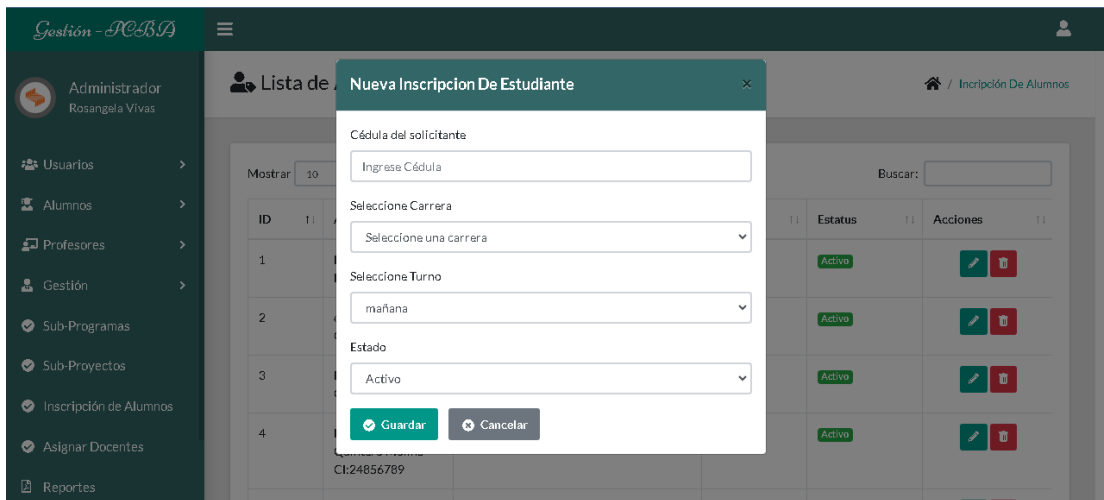 Gestión - PCBA
Administrador
Rosangela Vivas
Usuarios
Alumnos
Profesores
Gestión
Sub-Programas
Sub-Proyectos
Inscripción de Alumnos
Asignar Docentes
Reportes
Lista de
Incripción De Alumnos
Nueva Inscripcion De Estudiante
×
Cédula del solicitante
Ingrese Cédula
Seleccione Carrera
Seleccione una carrera
Seleccione Turno
mañana
Estado
Activo
Guardar Cancelar
Mostrar 10 Buscar:
ID Estatus Acciones
1 Activo
2 Activo
3 Activo
4 Activo
CI:24856789